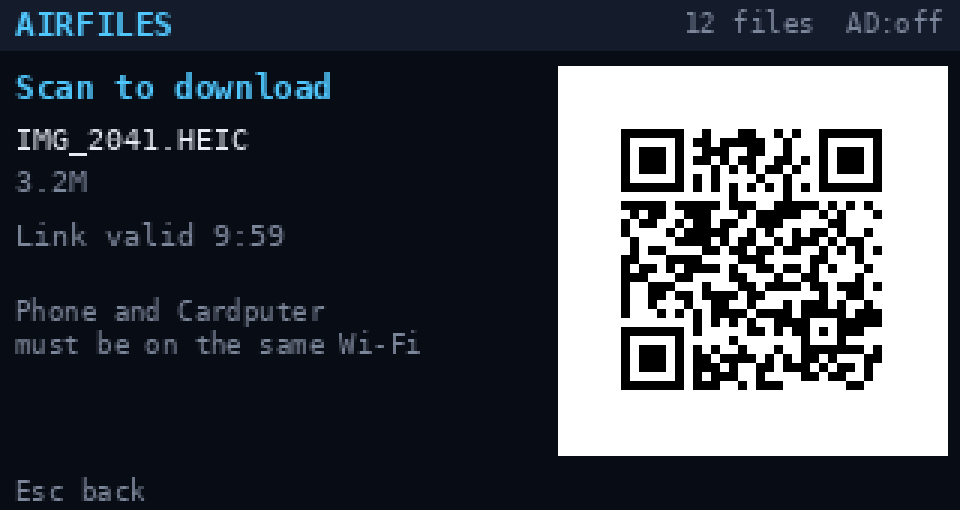 AIRFILES
12 files AD:off
Scan to download
IMG_2041.HEIC
3.2M
Link valid 9:59
Phone and Cardputer
must be on the same Wi-Fi
Esc back